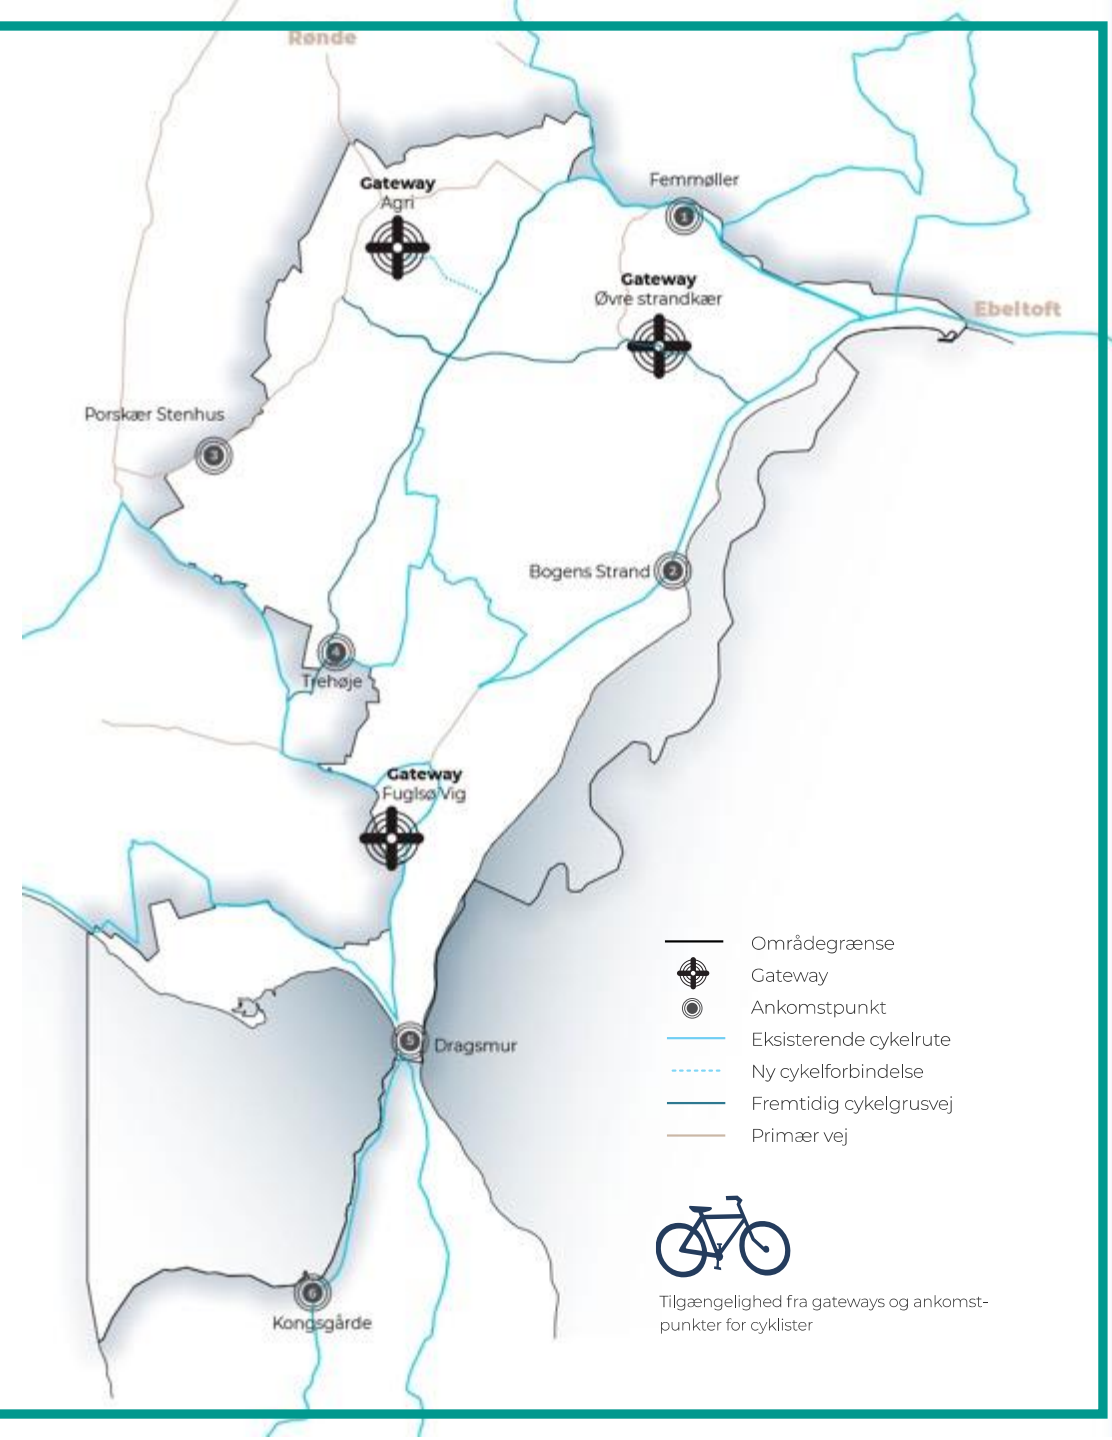 Rønde
Femmøller
1
Gateway
Agri
Gateway
Øvre strandkær
Ebeltoft
Porskær Stenhus
3
Bogens Strand
2
4
Trehøje
Gateway
Fuglsø Vig
Områdegrænse
Gateway
Ankomstpunkt
Eksisterende cykelrute
Ny cykelforbindelse
Fremtidig cykelgrusvej
Primær vej
5
Dragsmur
6
Kongsgårde
Tilgængelighed fra gateways og ankomst-
punkter for cyklister